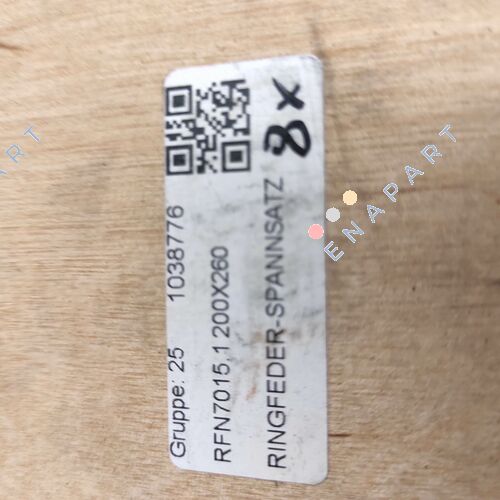 Gruppe: 25 1038776
RFN7015.1 200X260
RINGFEDER-SPANNSATZ
8x
ENAPART